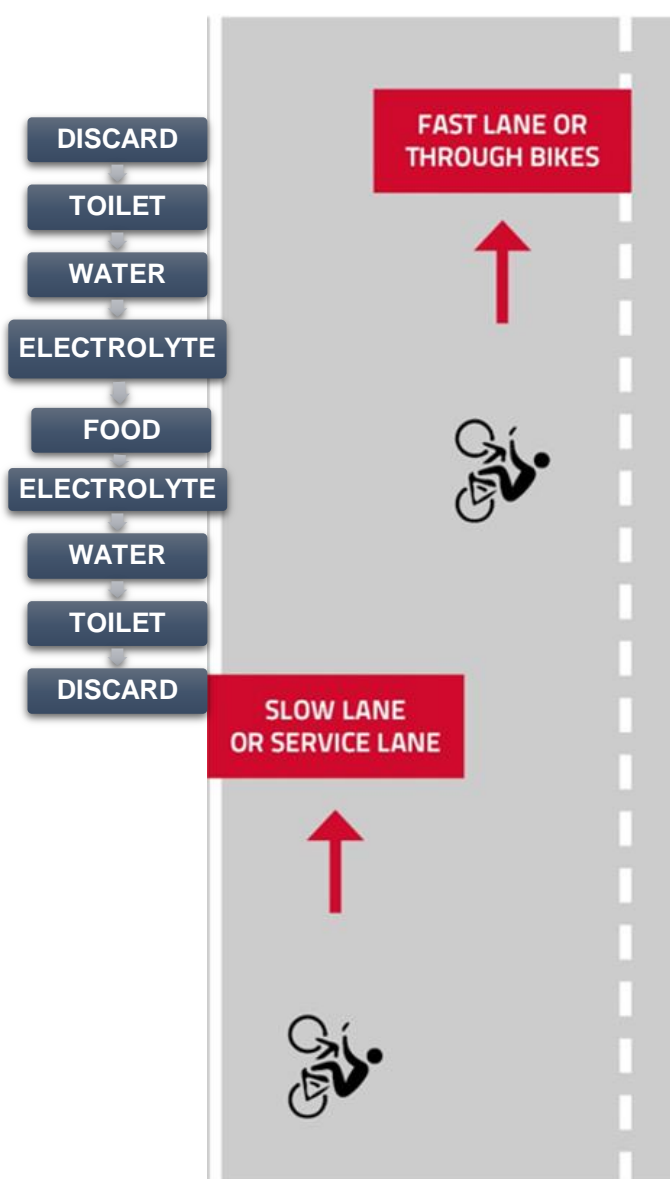 DISCARD
TOILET
WATER
ELECTROLYTE
FOOD
ELECTROLYTE
WATER
TOILET
DISCARD
FAST LANE OR
THROUGH BIKES
SLOW LANE
OR SERVICE LANE